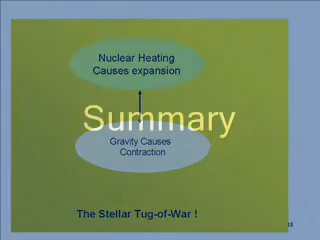 Nuclear Heating
Causes expansion
Summary
Gravity Causes
Contraction
The Stellar Tug-of-War !